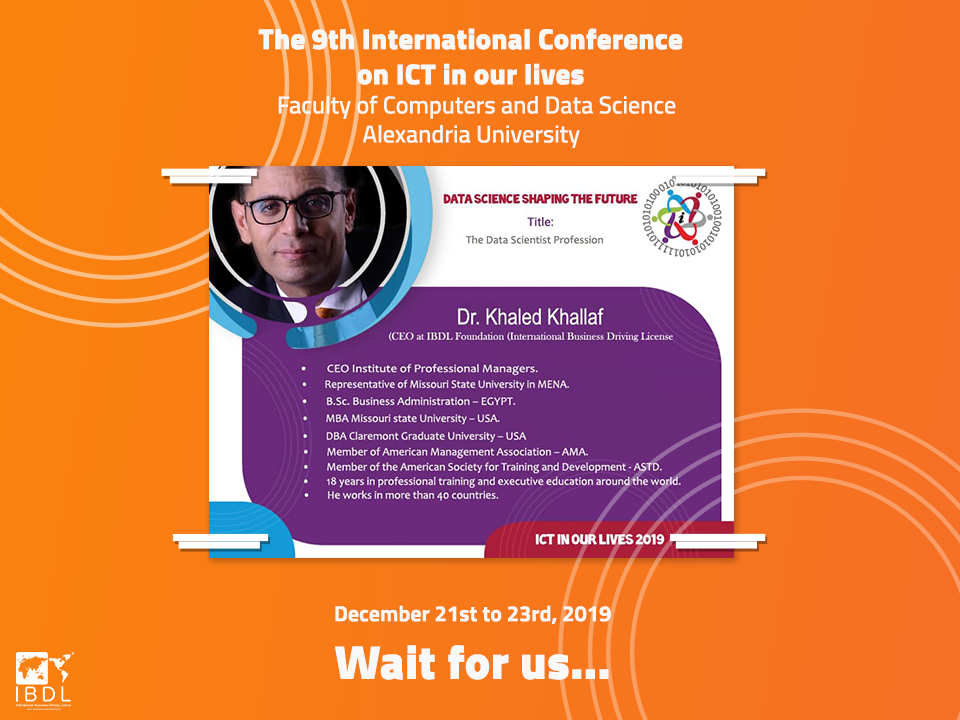 The 9th International Conference
on ICT in our lives
Faculty of Computers and Data Science
Alexandria University
DATA SCIENCE SHAPING THE FUTURE
Title:
The Data Scientist Profession
Dr. Khaled Khallaf
(CEO at IBDL Foundation (International Business Driving License
• CEO Institute of Professional Managers.
• Representative of Missouri State University in MENA.
• B.Sc. Business Administration – EGYPT.
• MBA Missouri state University – USA.
• DBA Claremont Graduate University – USA
• Member of American Management Association – AMA.
• Member of the American Society for Training and Development - ASTD.
• 18 years in professional training and executive education around the world.
• He works in more than 40 countries.
ICT IN OUR LIVES 2019
December 21st to 23rd, 2019
Wait for us...
IBDL
International Business Driving License